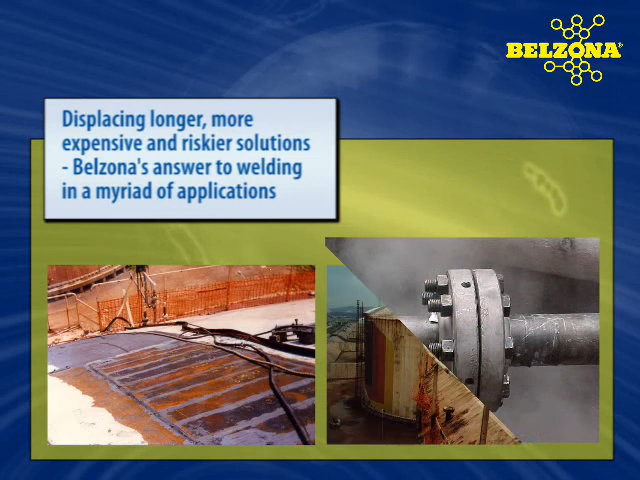 BELZONA®
Displacing longer, more
expensive and riskier solutions
- Belzona's answer to welding
in a myriad of applications